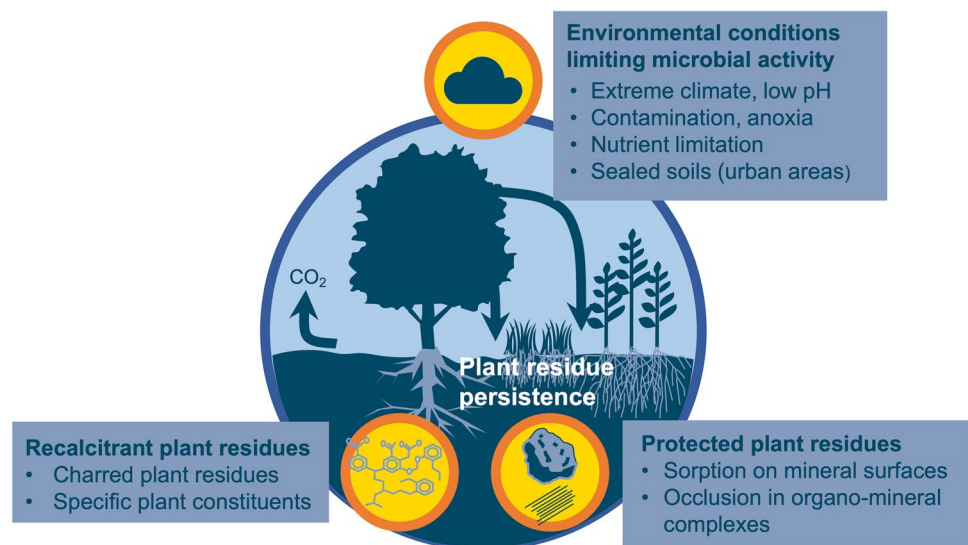 Environmental conditions
limiting microbial activity
• Extreme climate, low pH
• Contamination, anoxia
• Nutrient limitation
• Sealed soils (urban areas)
CO₂
Plant residue
persistence
Recalcitrant plant residues
• Charred plant residues
• Specific plant constituents
Protected plant residues
• Sorption on mineral surfaces
• Occlusion in organo-mineral
complexes